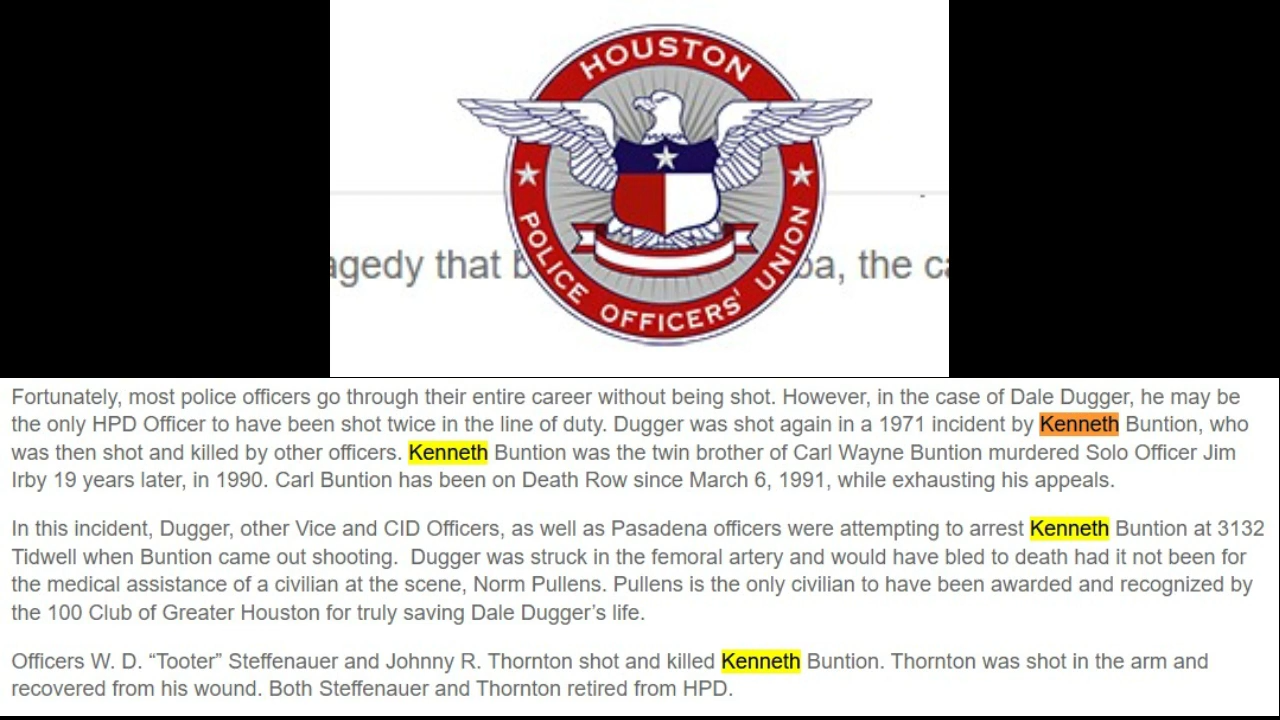 HOUSTON
POLICE OFFICERS' UNION
agedy that b
oa, the ca
Fortunately, most police officers go through their entire career without being shot. However, in the case of Dale Dugger, he may be
the only HPD Officer to have been shot twice in the line of duty. Dugger was shot again in a 1971 incident by Kenneth Buntion, who
was then shot and killed by other officers. Kenneth Buntion was the twin brother of Carl Wayne Buntion murdered Solo Officer Jim
Irby 19 years later, in 1990. Carl Buntion has been on Death Row since March 6, 1991, while exhausting his appeals.
In this incident, Dugger, other Vice and CID Officers, as well as Pasadena officers were attempting to arrest Kenneth Buntion at 3132
Tidwell when Buntion came out shooting.  Dugger was struck in the femoral artery and would have bled to death had it not been for
the medical assistance of a civilian at the scene, Norm Pullens. Pullens is the only civilian to have been awarded and recognized by
the 100 Club of Greater Houston for truly saving Dale Dugger’s life.
Officers W. D. “Tooter” Steffenauer and Johnny R. Thornton shot and killed Kenneth Buntion. Thornton was shot in the arm and
recovered from his wound. Both Steffenauer and Thornton retired from HPD.